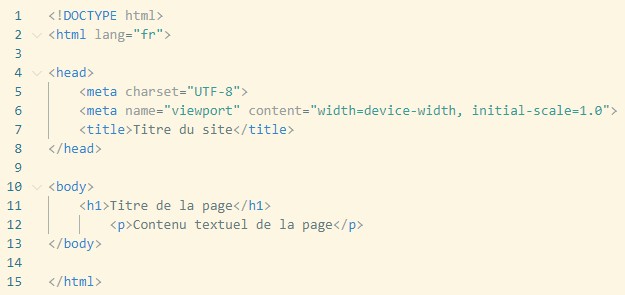 1 <!DOCTYPE html>
2 <html lang="fr">
3
4 <head>
5     <meta charset="UTF-8">
6     <meta name="viewport" content="width=device-width, initial-scale=1.0">
7     <title>Titre du site</title>
8 </head>
9
10 <body>
11     <h1>Titre de la page</h1>
12         <p>Contenu textuel de la page</p>
13 </body>
14
15 </html>